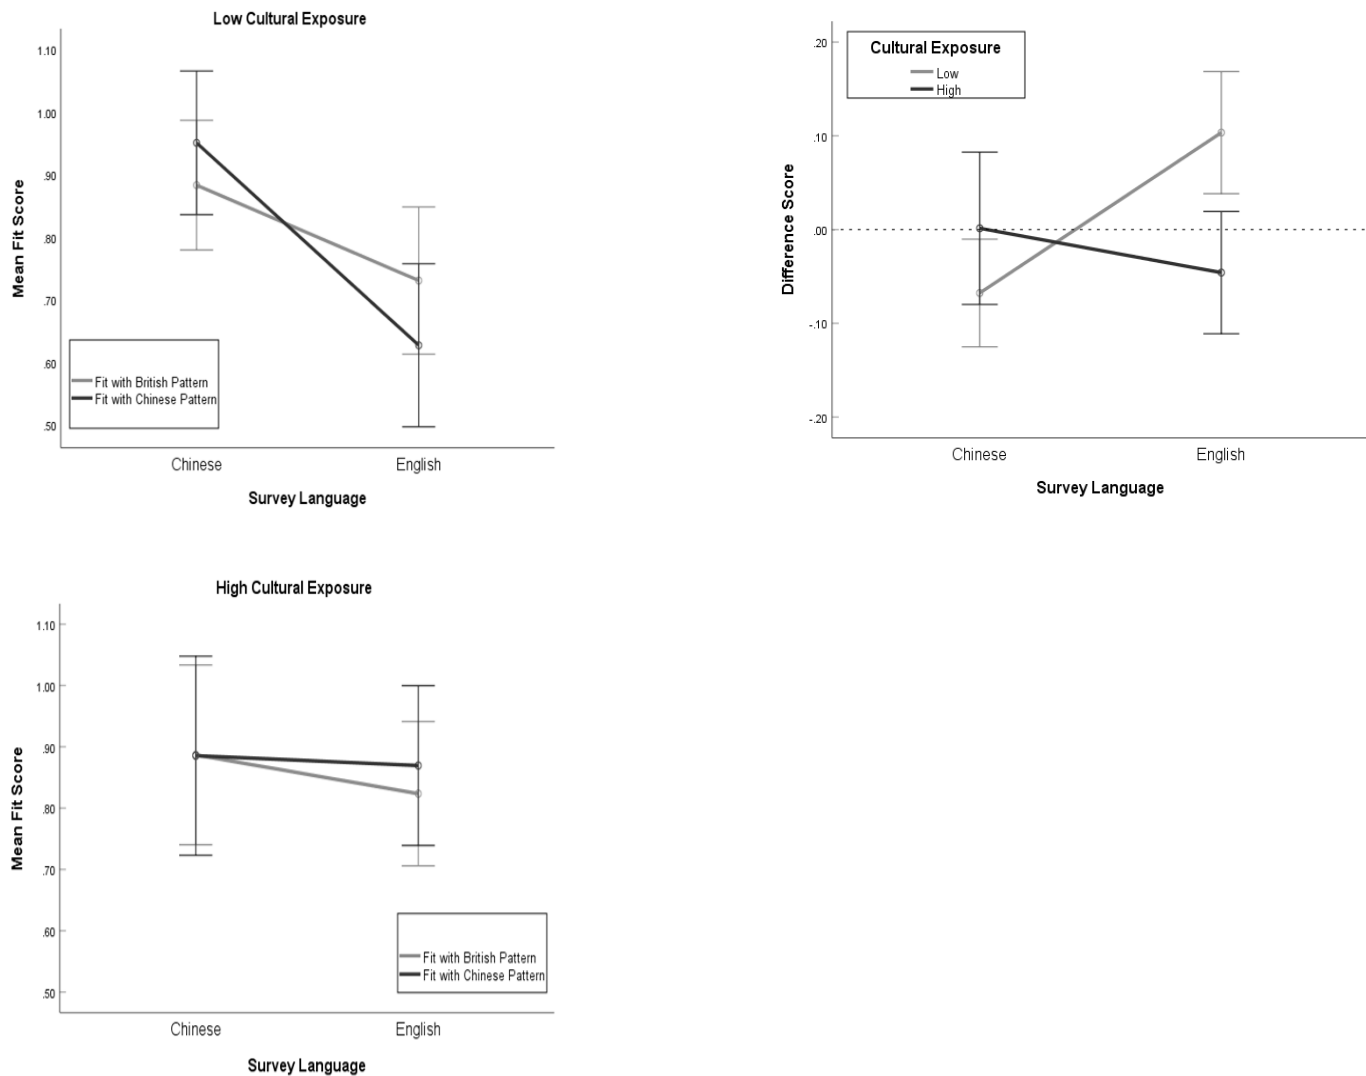 Low Cultural Exposure
1.10
1.00
.90
.80
.70
.60
.50
Mean Fit Score
Fit with British Pattern
Fit with Chinese Pattern
Chinese English
Survey Language
.20
.10
.00
-.10
-.20
Difference Score
Cultural Exposure
Low
High
Chinese English
Survey Language
High Cultural Exposure
1.10
1.00
.90
.80
.70
.60
.50
Mean Fit Score
Fit with British Pattern
Fit with Chinese Pattern
Chinese English
Survey Language